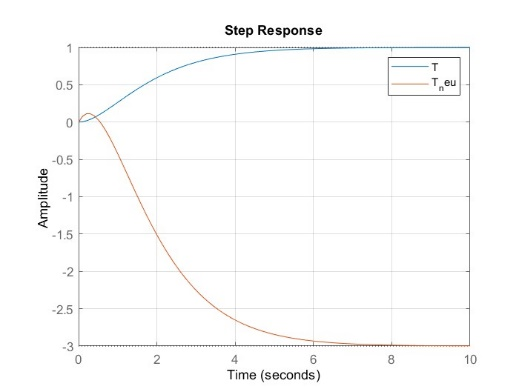 Step Response
T
T_neu
1
0.5
0
-0.5
-1
-1.5
-2
-2.5
-3
Amplitude
0 2 4 6 8 10
Time (seconds)